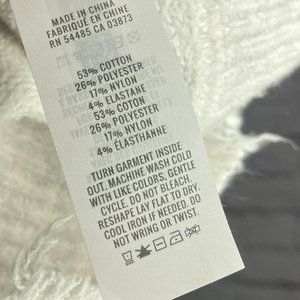 MADE IN CHINA
FABRIQUÉ EN CHINE
RN 54485 CA 03873
53% COTTON
26% POLYESTER
17% NYLON
4% ELASTANE
53% COTON
26% POLYESTER
17% NYLON
4% ÉLASTHANNE
TURN GARMENT INSIDE
OUT. MACHINE WASH COLD
WITH LIKE COLORS, GENTLE
CYCLE. DO NOT BLEACH.
RESHAPE LAY FLAT TO DRY.
COOL IRON IF NEEDED. DO
NOT WRING OR TWIST.